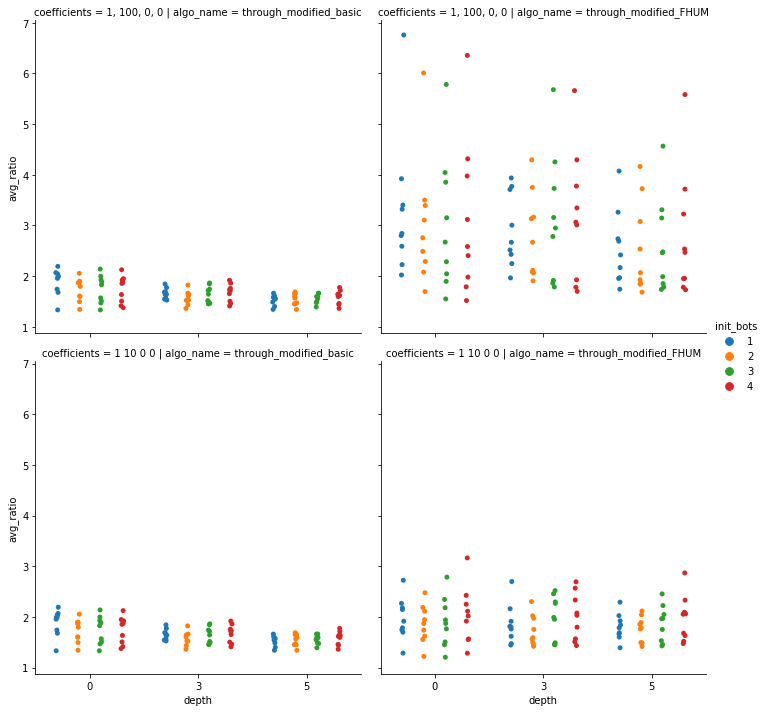 coefficients = 1, 100, 0, 0 | algo_name = through_modified_basic
coefficients = 1, 100, 0, 0 | algo_name = through_modified_FHUM
7
6
5
4
3
2
1
avg_ratio
init_bots
1
2
3
4
coefficients = 1 10 0 0 | algo_name = through_modified_basic
coefficients = 1 10 0 0 | algo_name = through_modified_FHUM
7
6
5
4
3
2
1
avg_ratio
0 3 5
depth
0 3 5
depth